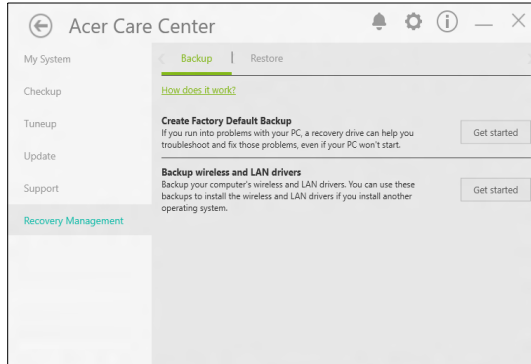 Acer Care Center
My System
Checkup
Tuneup
Update
Support
Recovery Management
Backup
Restore
How does it work?
Create Factory Default Backup
If you run into problems with your PC, a recovery drive can help you
troubleshoot and fix those problems, even if your PC won't start.
Get started
Backup wireless and LAN drivers
Backup your computer's wireless and LAN drivers. You can use these
backups to install the wireless and LAN drivers if you install another
operating system.
Get started